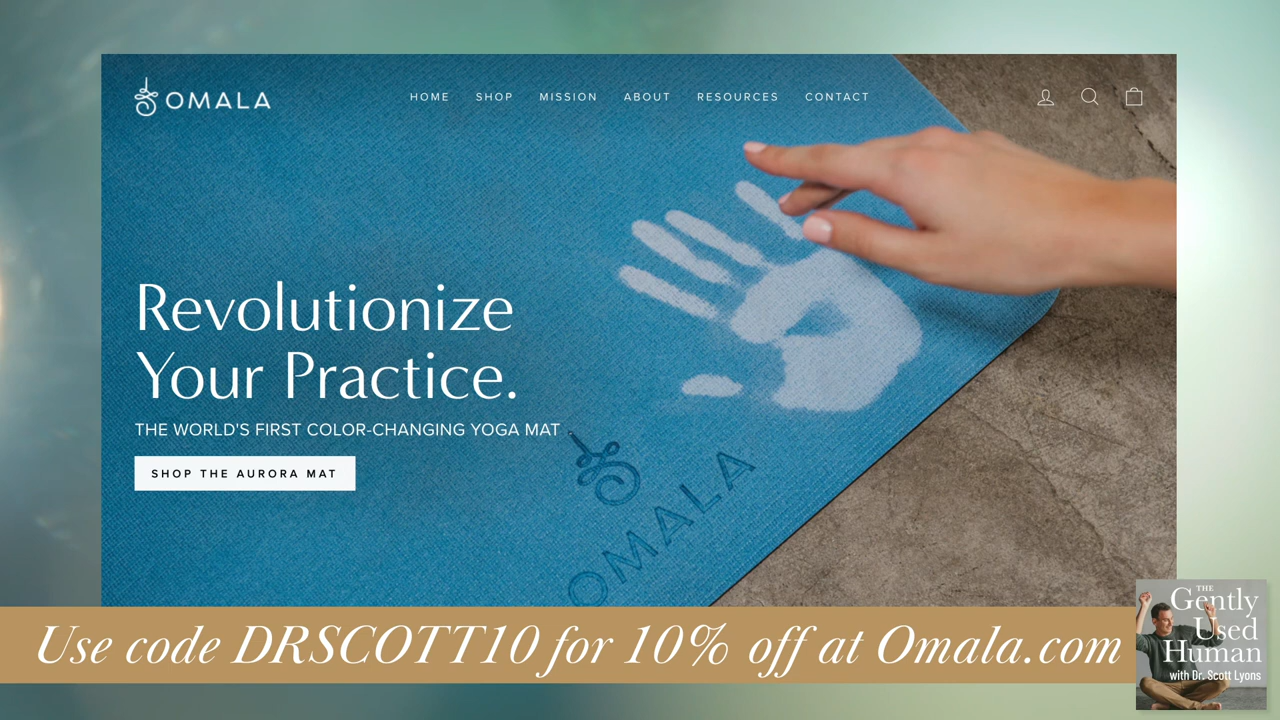 OMALA
HOME SHOP MISSION ABOUT RESOURCES CONTACT
Revolutionize
Your Practice.
THE WORLD'S FIRST COLOR-CHANGING YOGA MAT
SHOP THE AURORA MAT
OMALA
Use code DRSCOTT10 for 10% off at Omala.com
THE
Gently
Used
Human
with Dr. Scott Lyons